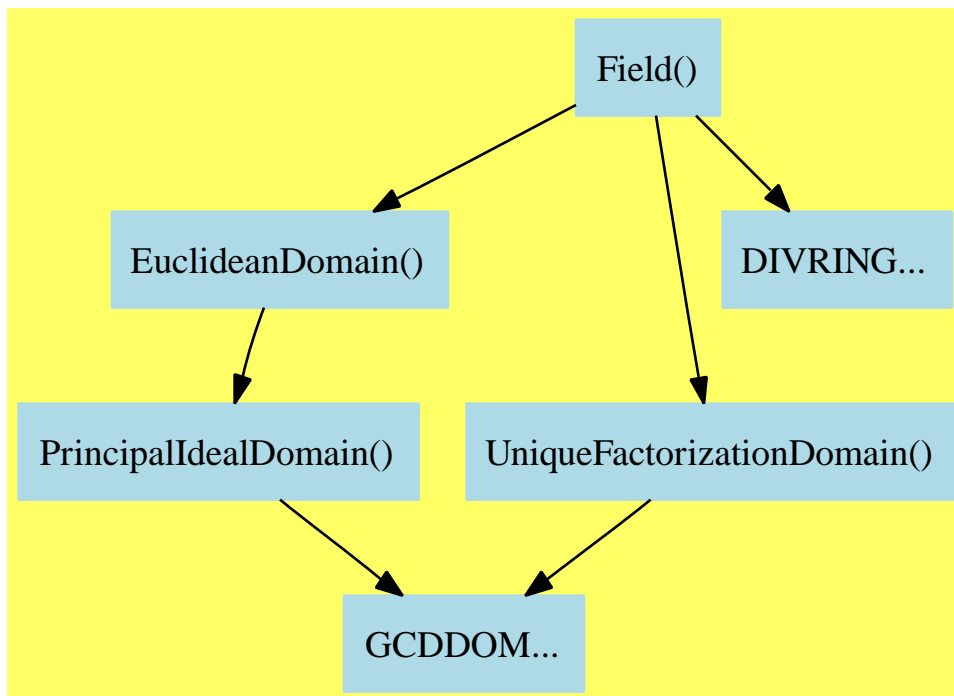 Field()
EuclideanDomain()
DIVRING...
PrincipalIdealDomain()
UniqueFactorizationDomain()
GCDDOM...